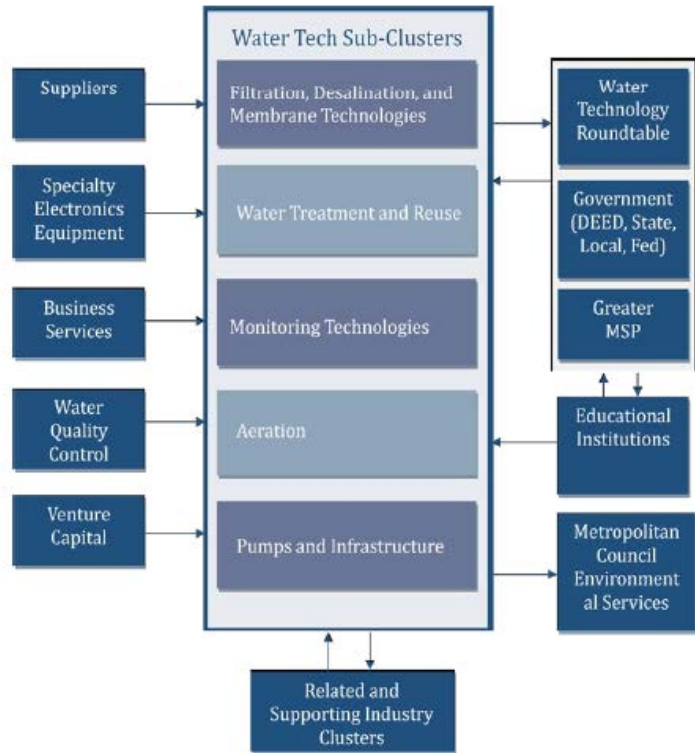 Water Tech Sub-Clusters
Suppliers
Specialty
Electronics
Equipment
Business
Services
Water
Quality
Control
Venture
Capital
Filtration, Desalination, and
Membrane Technologies
Water Treatment and Reuse
Monitoring Technologies
Aeration
Pumps and Infrastructure
Water
Technology
Roundtable
Government
(DEED, State,
Local, Fed)
Greater
MSP
Educational
Institutions
Metropolitan
Council
Environment
al Services
Related and
Supporting Industry
Clusters